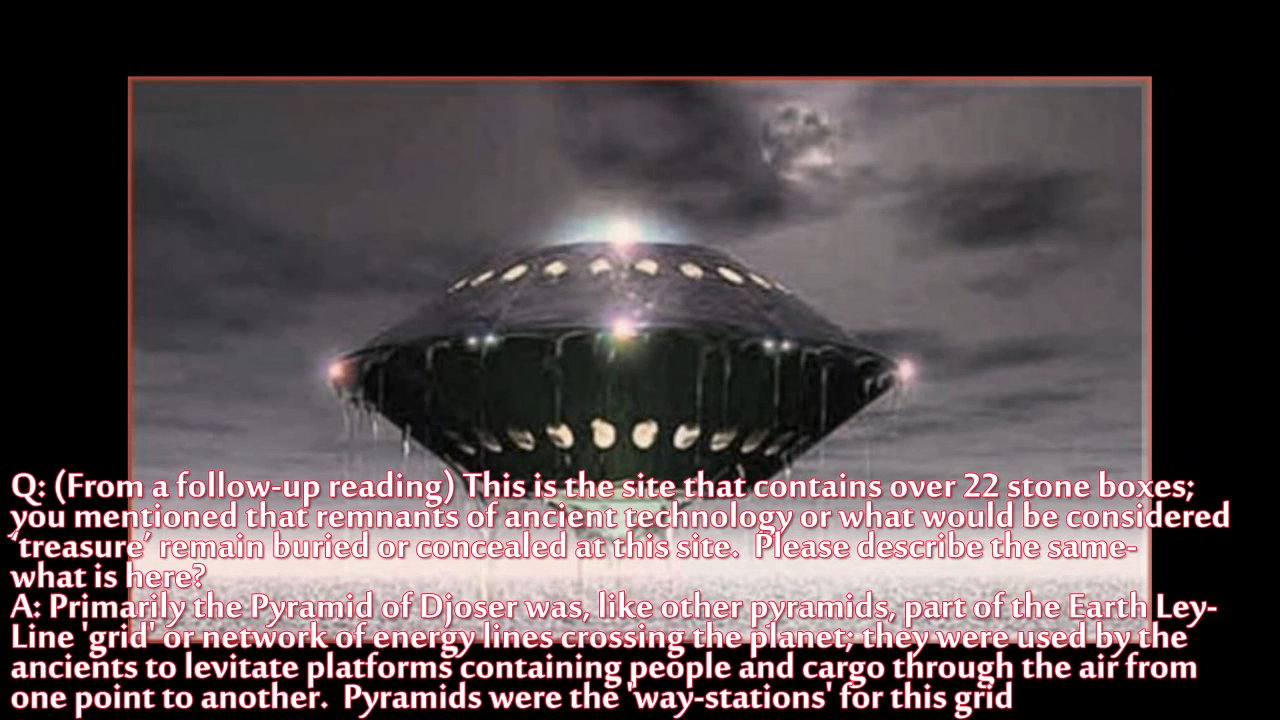 Q: (From a follow-up reading) This is the site that contains over 22 stone boxes;
you mentioned that remnants of ancient technology or what would be considered
'treasure' remain buried or concealed at this site.  Please describe the same-
what is here?
A: Primarily the Pyramid of Djoser was, like other pyramids, part of the Earth Ley-
Line 'grid' or network of energy lines crossing the planet; they were used by the
ancients to levitate platforms containing people and cargo through the air from
one point to another.  Pyramids were the 'way-stations' for this grid